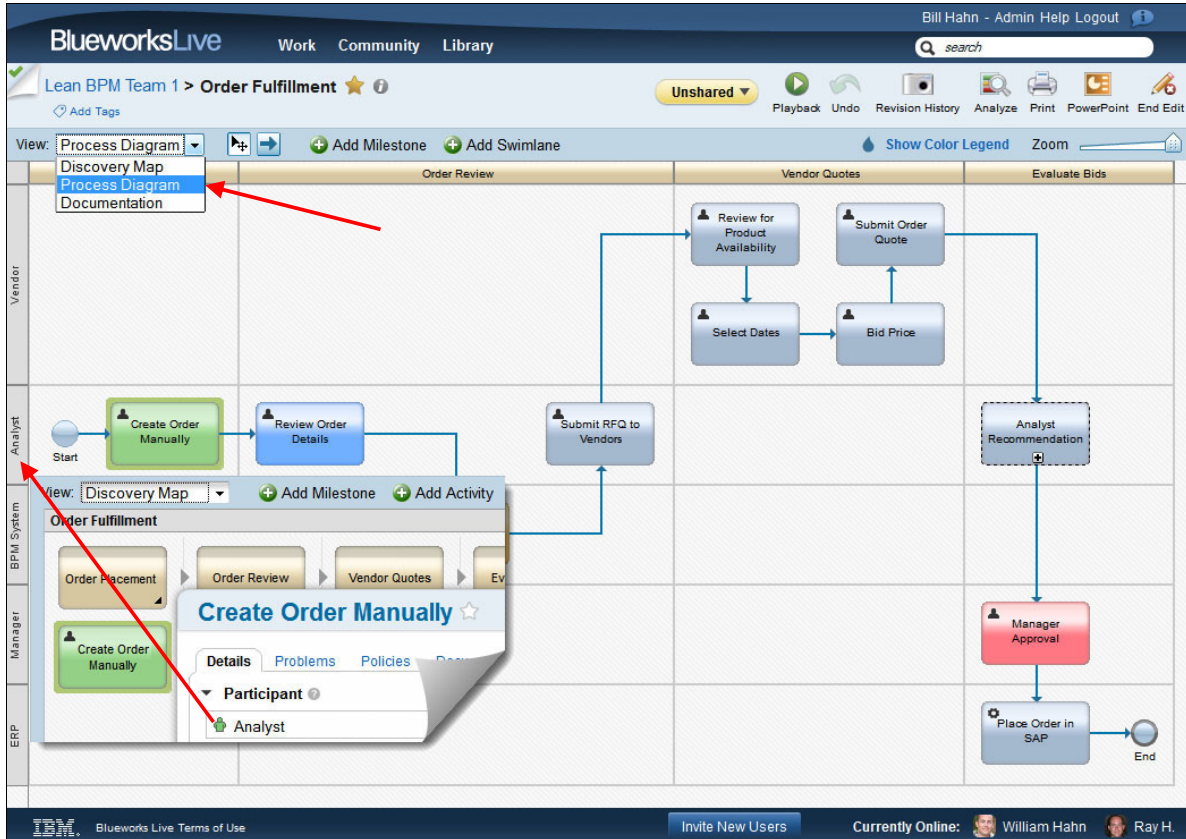 Bill Hahn - Admin Help Logout
BlueworksLive
Work Community Library
search
Lean BPM Team 1 > Order Fulfillment
Add Tags
Unshared
Playback Undo Revision History Analyze Print PowerPoint End Edit
View: Process Diagram
Add Milestone Add Swimlane
Show Color Legend Zoom
Discovery Map
Process Diagram
Documentation
Order Review
Vendor Quotes
Evaluate Bids
Vendor
Review for
Product
Availability
Submit Order
Quote
Select Dates
Bid Price
Analyst
Start
Create Order
Manually
Review Order
Details
Submit RFQ to
Vendors
Analyst
Recommendation
BPM System
Manager
Manager
Approval
ERP
Place Order in
SAP
End
View: Discovery Map
Add Milestone Add Activity
Order Fulfillment
Order Placement
Order Review
Vendor Quotes
Ev
Create Order
Manually
Create Order Manually
Details Problems Policies
Participant
Analyst
IBM. Blueworks Live Terms of Use
Invite New Users
Currently Online: William Hahn Ray H.